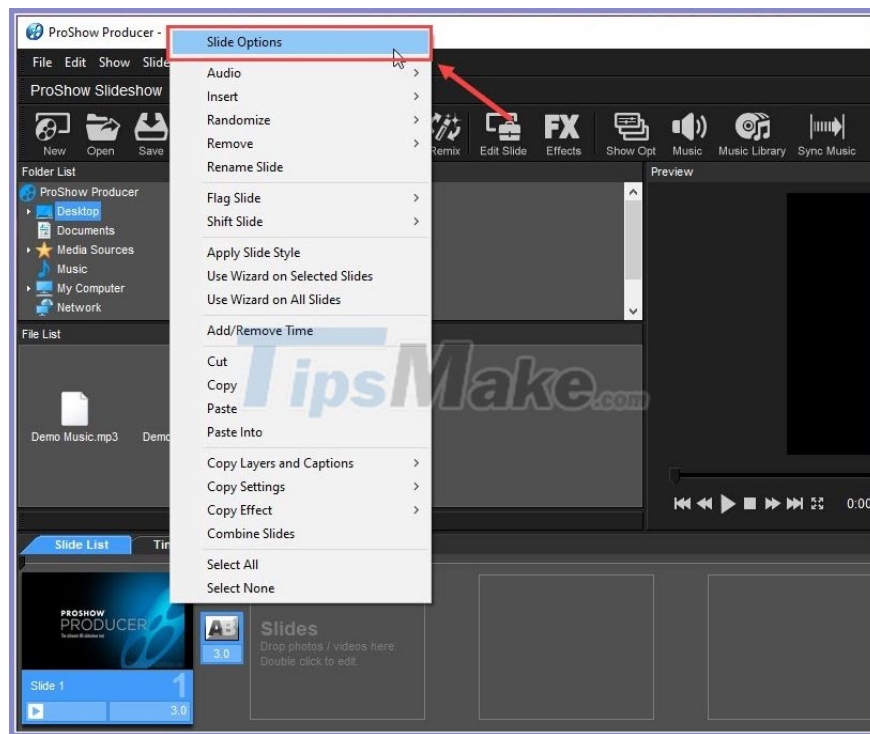 ProShow Producer -
File Edit Show Slide
ProShow Slideshow
New Open Save Remix Edit Slide Effects Show Opt Music Music Library Sync Music
FX
Folder List
ProShow Producer
Desktop
Documents
Media Sources
Music
My Computer
Network
File List
Demo Music.mp3 Demo
Slide Options
Audio
Insert
Randomize
Remove
Rename Slide
Flag Slide
Shift Slide
Apply Slide Style
Use Wizard on Selected Slides
Use Wizard on All Slides
Add/Remove Time
Cut
Copy
Paste
Paste Into
Copy Layers and Captions
Copy Settings
Copy Effect
Combine Slides
Select All
Select None
TipsMake.com
Preview
0:00
Slide List Tim
PROSHOW
PRODUCER
Slide 1 1
3.0
AB
3.0
Slides
Drop photos / videos here.
Double click to edit.